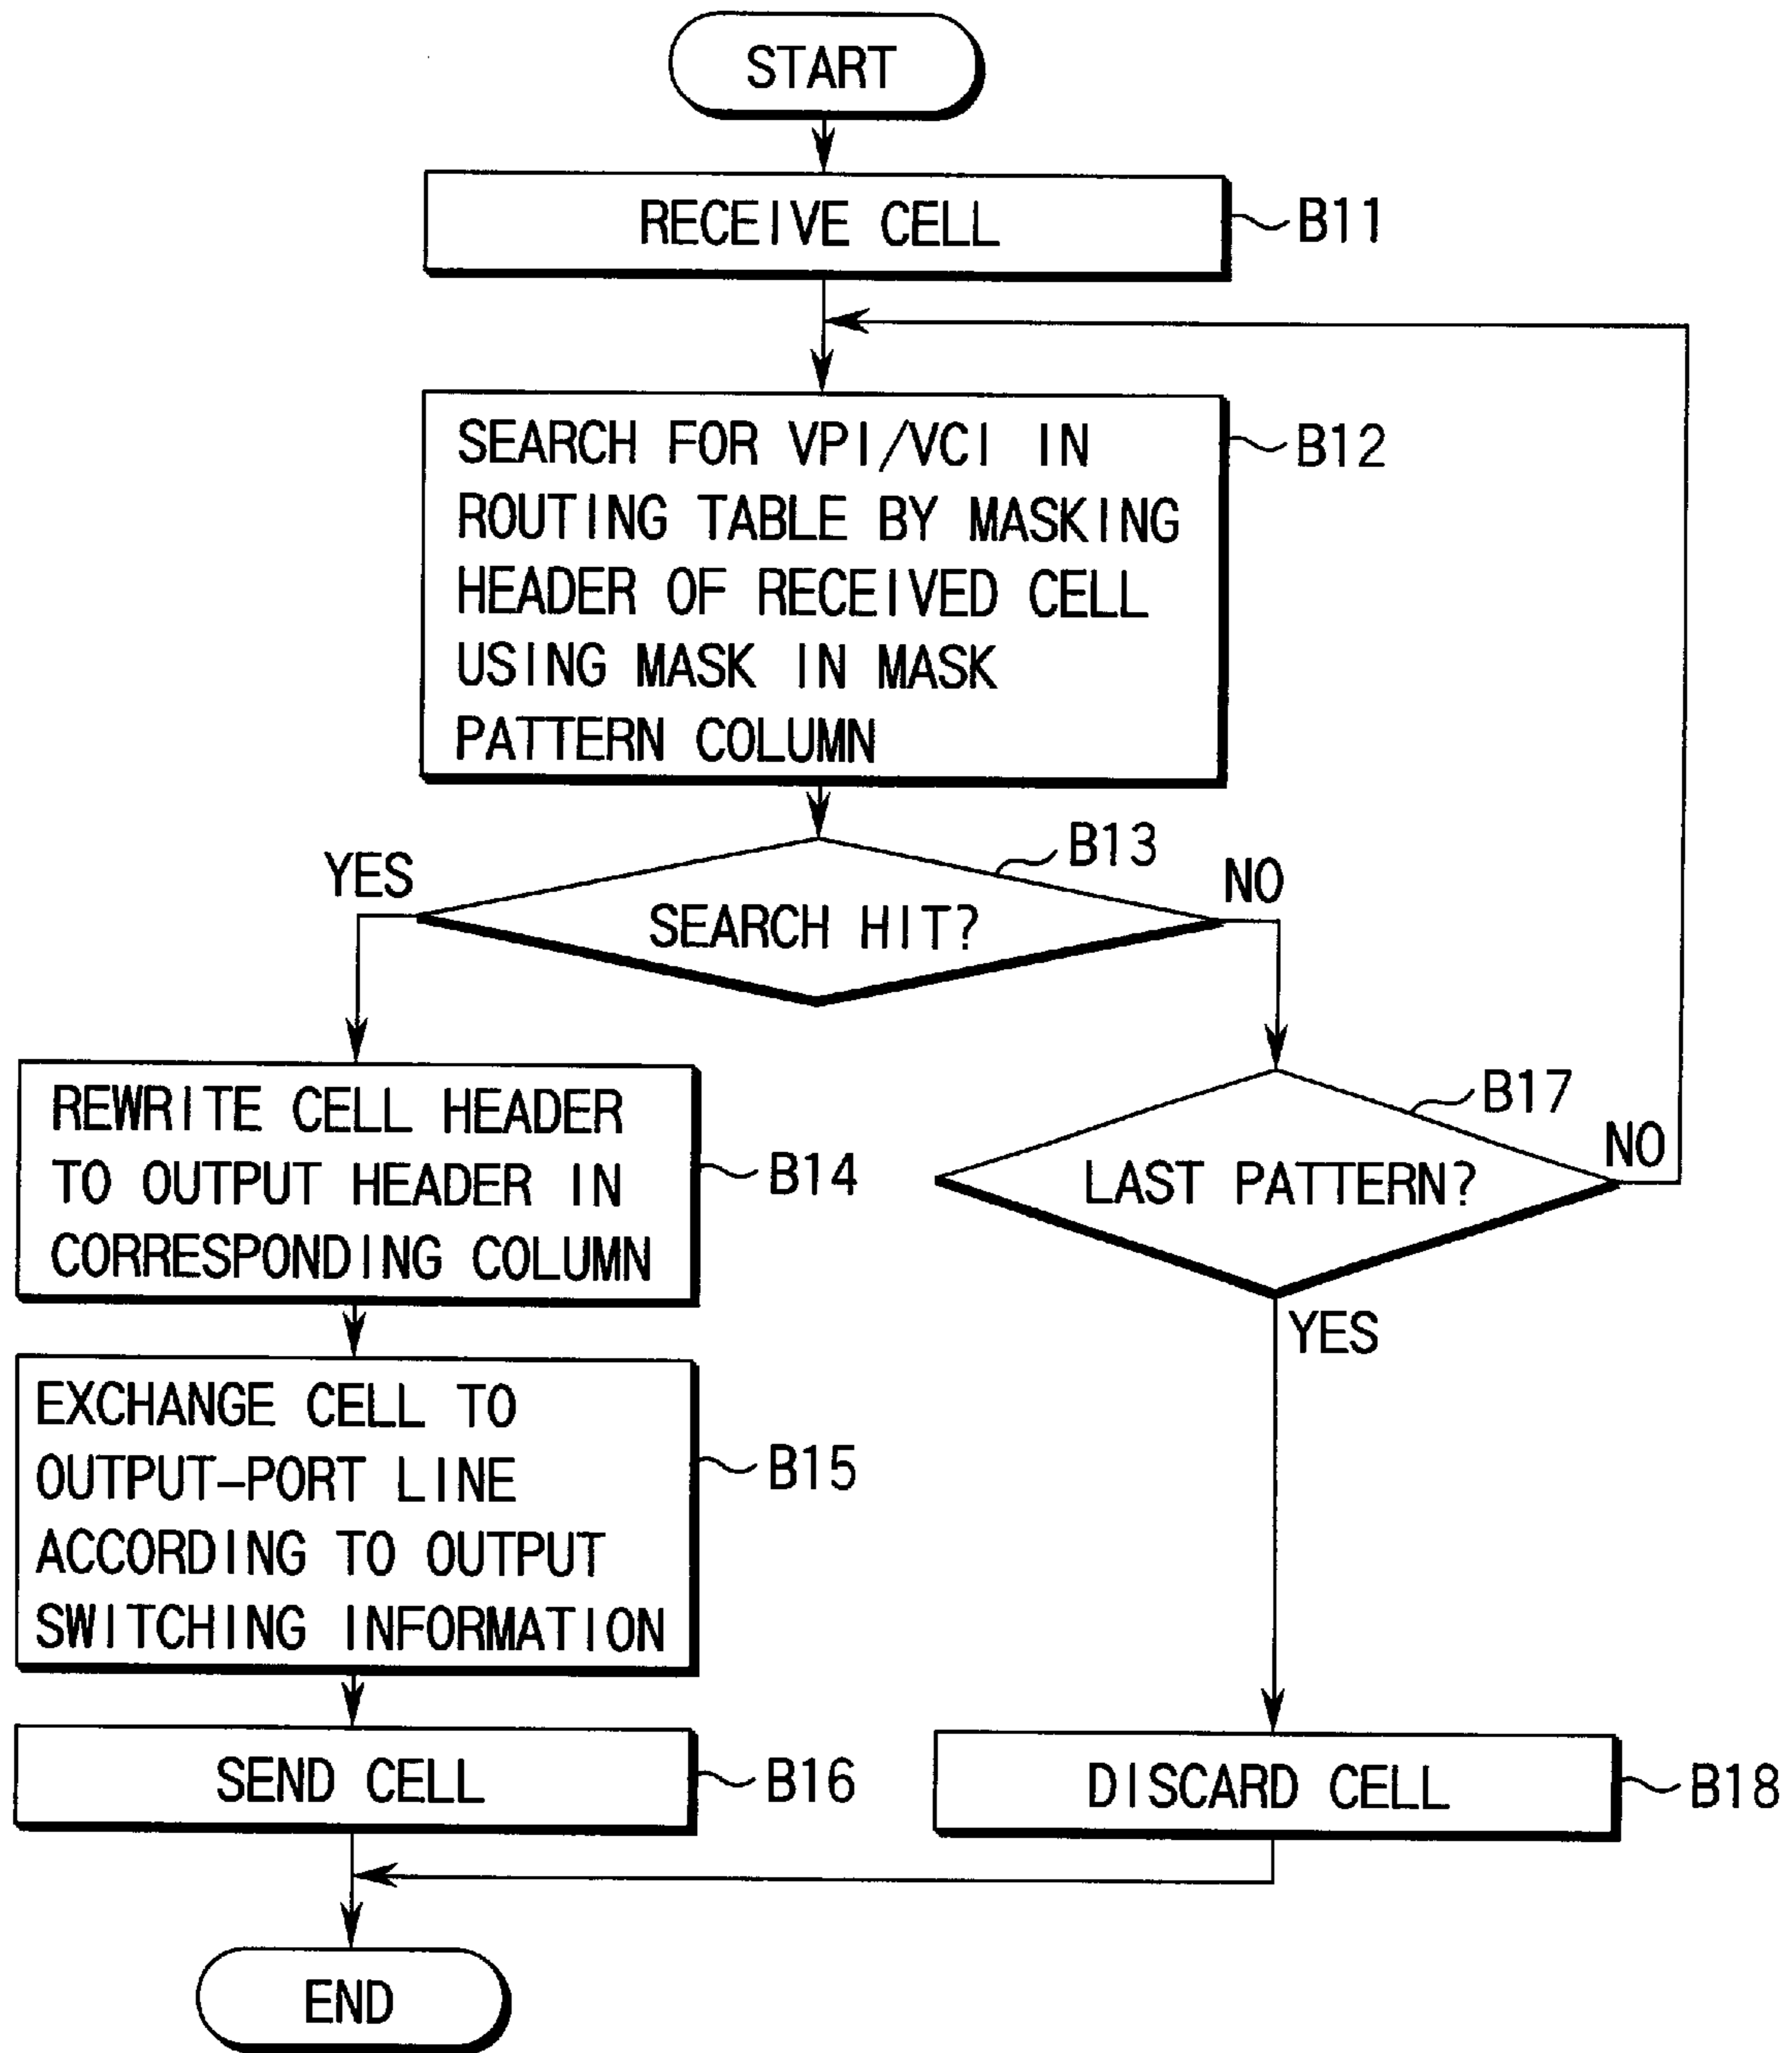 START
RECEIVE CELL
B11
SEARCH FOR VPI/VCI IN
ROUTING TABLE BY MASKING
HEADER OF RECEIVED CELL
USING MASK IN MASK
PATTERN COLUMN
B12
B13
YES
NO
SEARCH HIT?
REWRITE CELL HEADER
TO OUTPUT HEADER IN
CORRESPONDING COLUMN
B14
B17
NO
LAST PATTERN?
YES
EXCHANGE CELL TO
OUTPUT-PORT LINE
ACCORDING TO OUTPUT
SWITCHING INFORMATION
B15
SEND CELL
B16
DISCARD CELL
B18
END